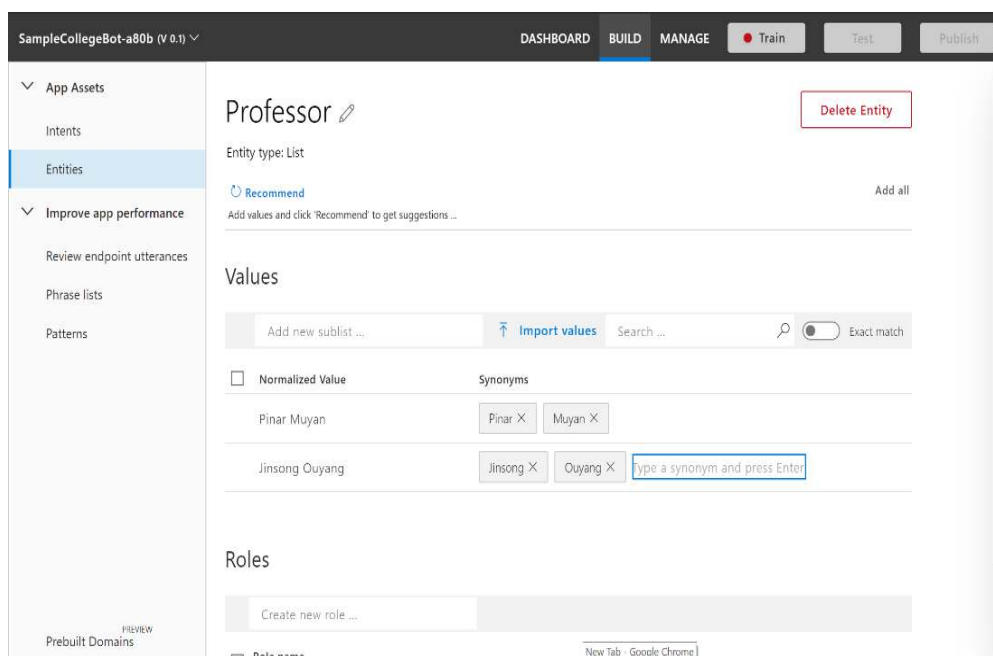 SampleCollegeBot-a80b (V 0.1) DASHBOARD BUILD MANAGE Train Test Publish
App Assets
Intents
Entities
Improve app performance
Review endpoint utterances
Phrase lists
Patterns
PREVIEW
Prebuilt Domains
Professor Delete Entity
Entity type: List
Recommend Add all
Add values and click 'Recommend' to get suggestions ...
Values
Add new sublist ... Import values Search ... Exact match
Normalized Value Synonyms
Pinar Muyan Pinar Muyan
Jinsong Ouyang Jinsong Ouyang Type a synonym and press Enter
Roles
Create new role ...
Role name New Tab - Google Chrome